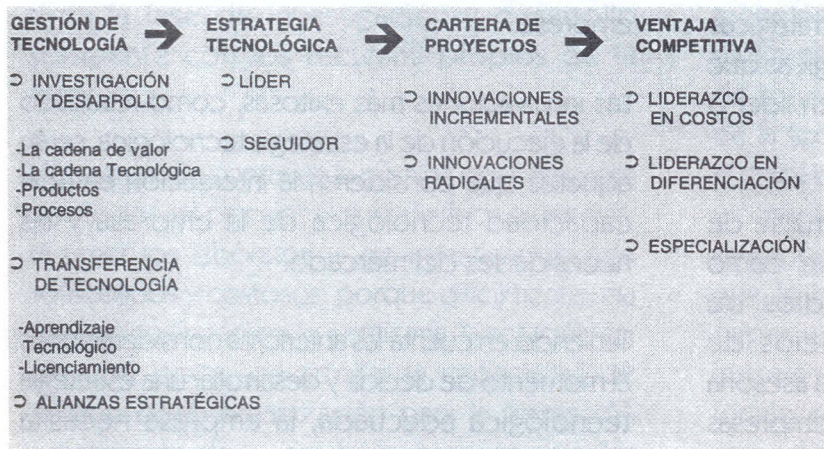 GESTIÓN DE
TECNOLOGÍA
➔
ESTRATEGIA
TECNOLÓGICA
➔
CARTERA DE
PROYECTOS
➔
VENTAJA
COMPETITIVA
⊃ INVESTIGACIÓN
Y DESARROLLO
-La cadena de valor
-La cadena Tecnológica
-Productos
-Procesos
⊃ TRANSFERENCIA
DE TECNOLOGÍA
-Aprendizaje
Tecnológico
-Licenciamiento
⊃ ALIANZAS ESTRATÉGICAS
⊃ LÍDER
⊃ SEGUIDOR
⊃ INNOVACIONES
INCREMENTALES
⊃ INNOVACIONES
RADICALES
⊃ LIDERAZCO
EN COSTOS
⊃ LIDERAZCO EN
DIFERENCIACIÓN
⊃ ESPECIALIZACIÓN